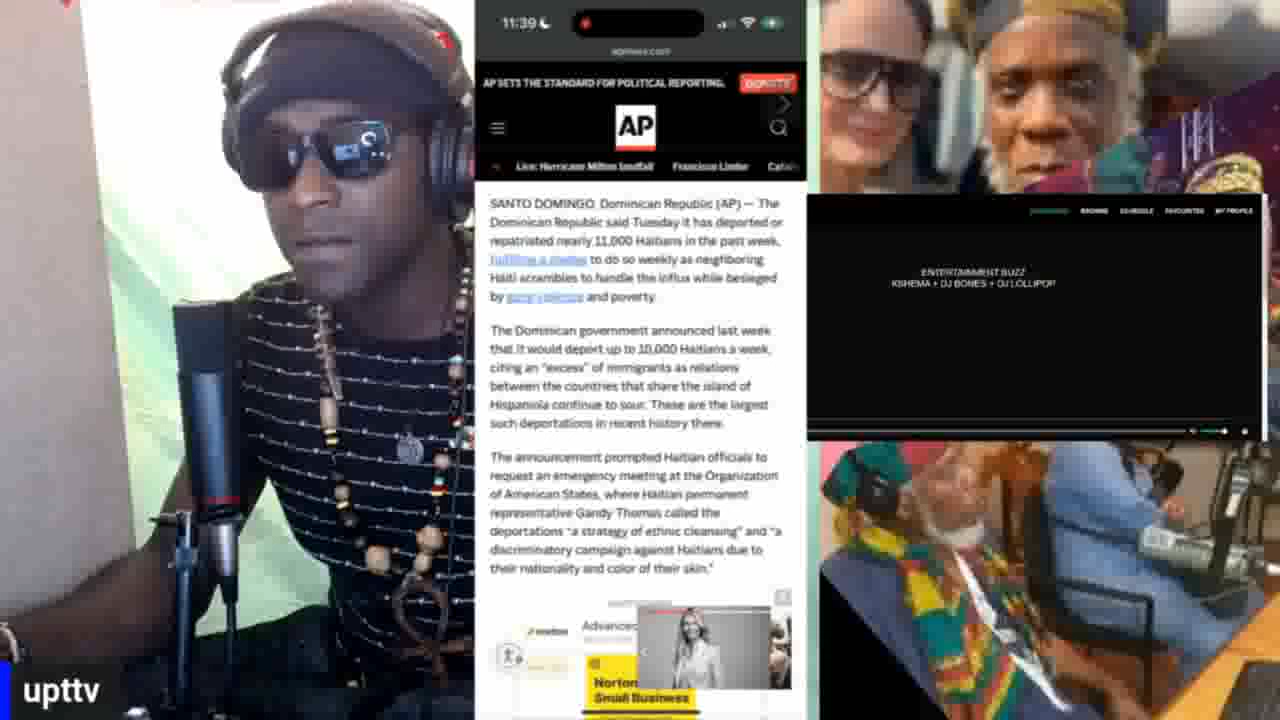 11:39
apnews.com
AP SETS THE STANDARD FOR POLITICAL REPORTING.
DONATE
AP
Live: Hurricane Milton landfall
Francisco Lindor
SANTO DOMINGO, Dominican Republic (AP) — The
Dominican Republic said Tuesday it has deported or
repatriated nearly 11,000 Haitians in the past week,
fulfilling a pledge to do so weekly as neighboring
Haiti scrambles to handle the influx while besieged
by gang violence and poverty.
The Dominican government announced last week
that it would deport up to 10,000 Haitians a week,
citing an “excess” of immigrants as relations
between the countries that share the island of
Hispaniola continue to sour. These are the largest
such deportations in recent history there.
The announcement prompted Haitian officials to
request an emergency meeting at the Organization
of American States, where Haitian permanent
representative Gandy Thomas called the
deportations “a strategy of ethnic cleansing” and “a
discriminatory campaign against Haitians due to
their nationality and color of their skin.”
norton
Advanced
Norton
Small Business
BROWSE
SCHEDULE
FAVOURITES
MY PROFILE
ENTERTAINMENT BUZZ
KSHEMA + DJ BONES + DJ LOLLIPOP
upttv